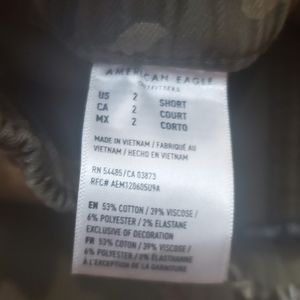 AMERICAN EAGLE
OUTFITTERS
US 2 SHORT
CA 2 COURT
MX 2 CORTO
MADE IN VIETNAM / FABRIQUÉ AU
VIETNAM / HECHO EN VIETNAM
RN 54485/CA 03873
RFC# AEM120605U9A
EN 53% COTTON / 39% VISCOSE /
6% POLYESTER / 2% ELASTANE
EXCLUSIVE OF DECORATION
FR 53% COTON / 39% VISCOSE /
6% POLYESTER / 2% ÉLASTHANNE
À L'EXCEPTION DE LA GARNITURE